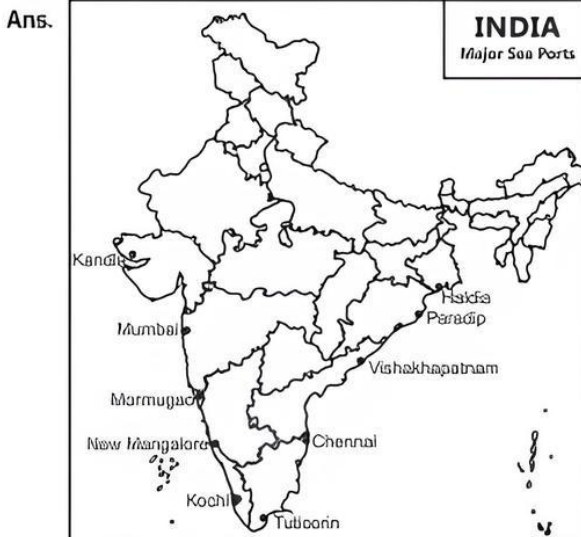 Ans.
INDIA
Major Sea Ports
Kandla
Haldia
Paradip
Mumbai
Vishakhapatnam
Marmugao
New Mangalore
Chennai
Kochi
Tuticorin